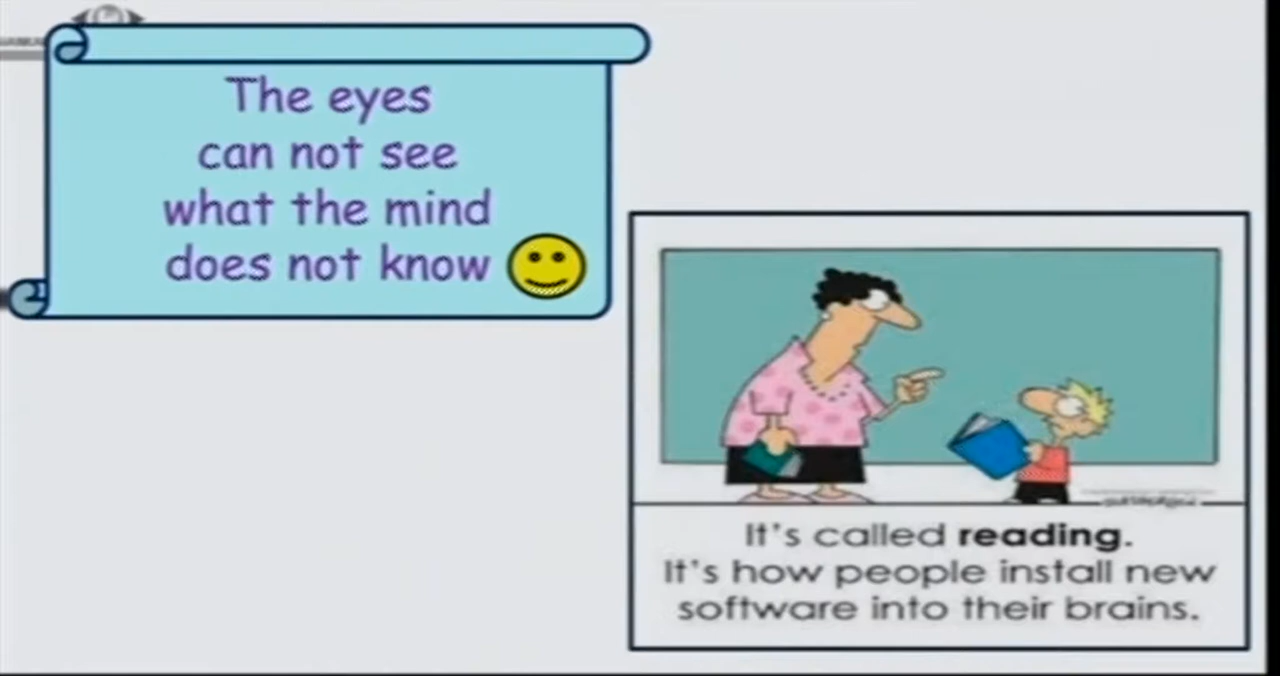 The eyes
can not see
what the mind
does not know
It's called reading.
It's how people install new
software into their brains.